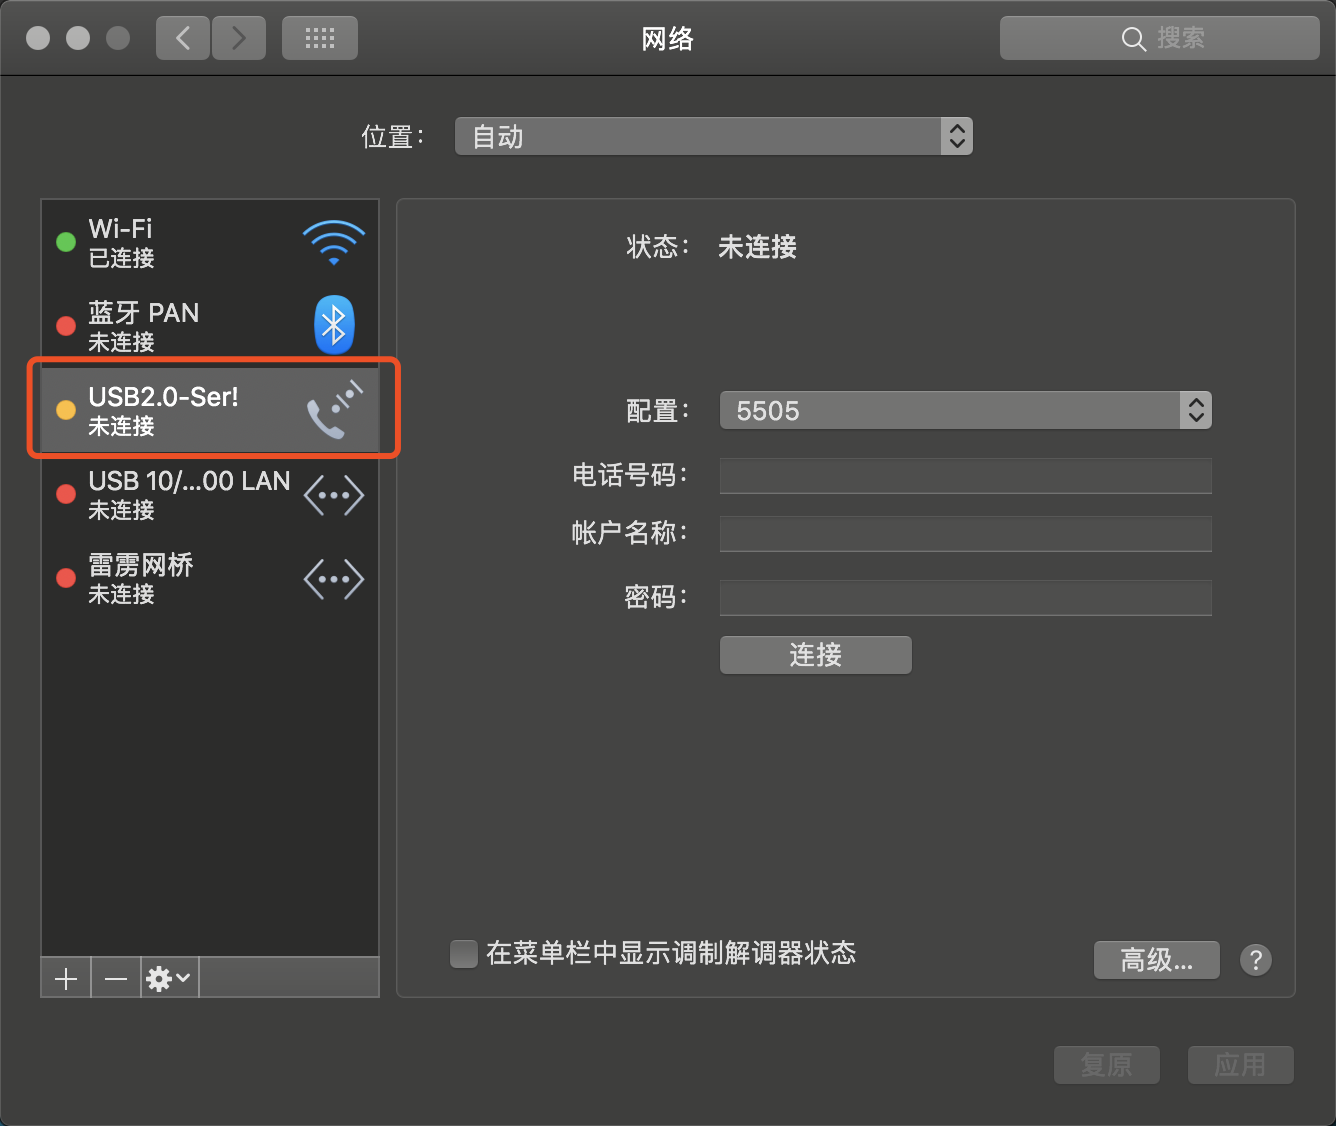 网络
搜索
位置：
自动
Wi-Fi
已连接
蓝牙 PAN
未连接
USB2.0-Ser!
未连接
USB 10/...00 LAN
未连接
雷雳网桥
未连接
状态：
未连接
配置：
5505
电话号码：
帐户名称：
密码：
连接
在菜单栏中显示调制解调器状态
高级...
?
复原
应用